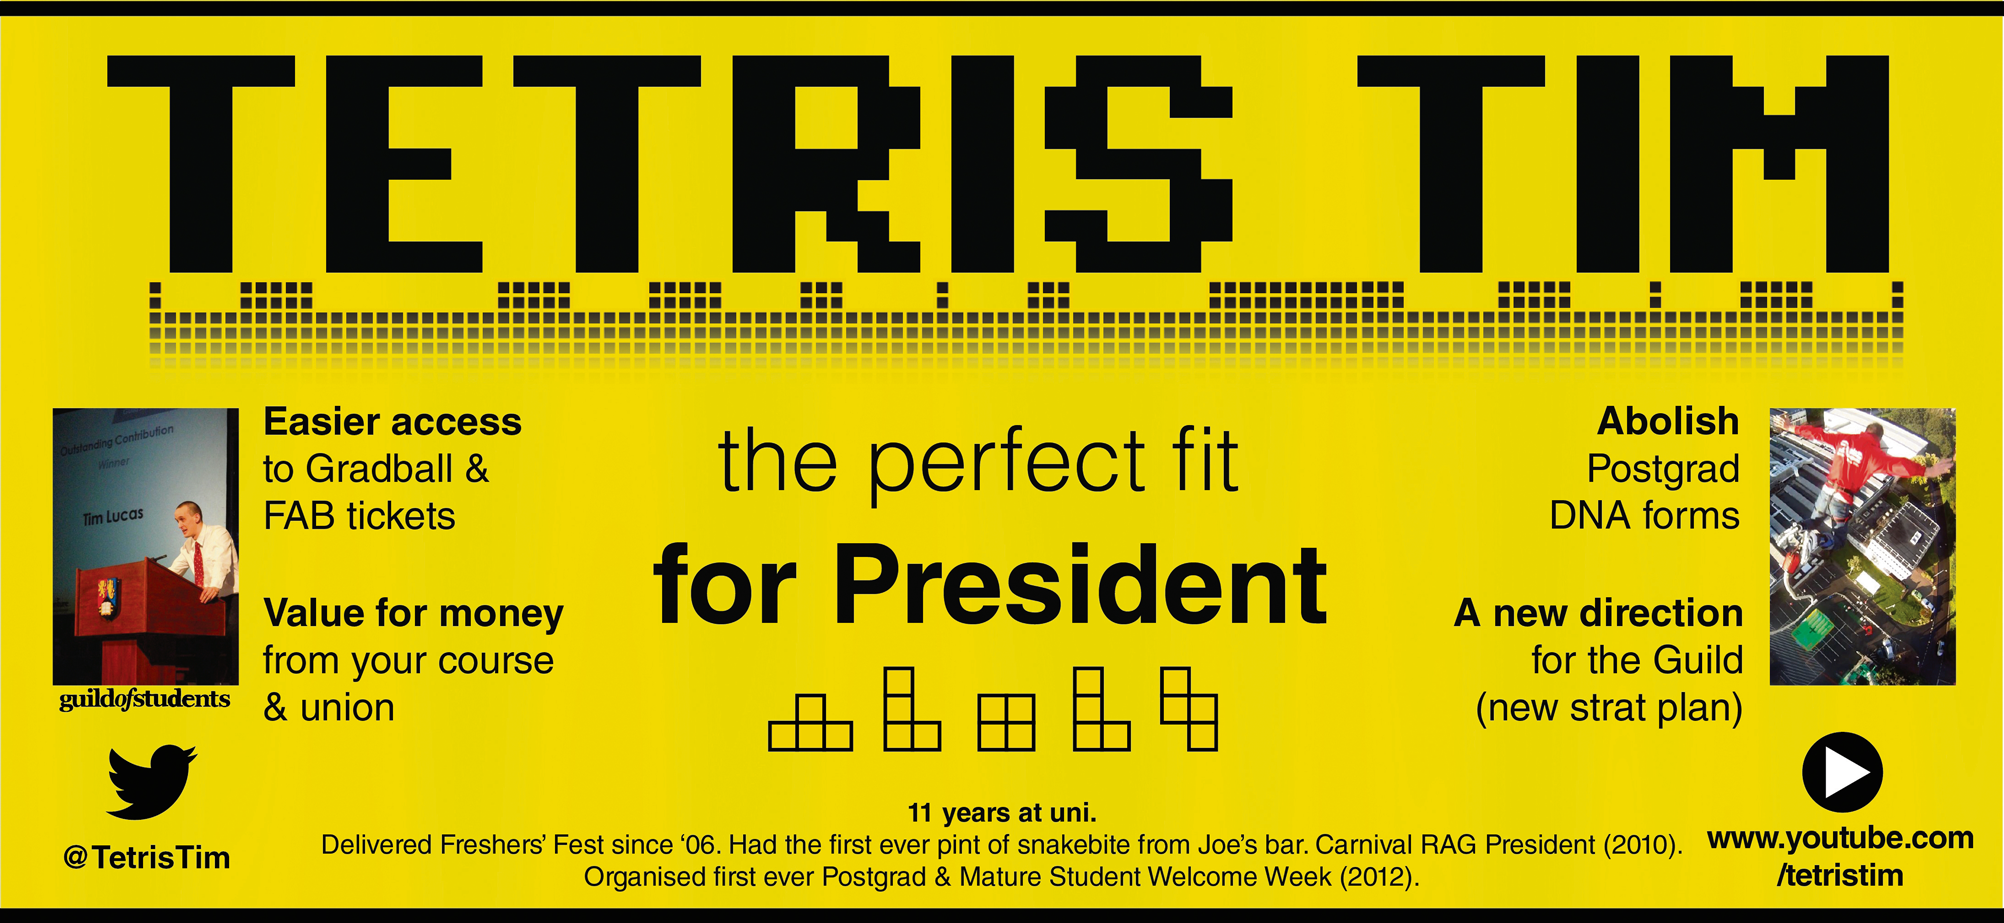 TETRIS TIM
Outstanding Contribution
Winner
Tim Lucas
guildofstudents
Easier access
to Gradball &
FAB tickets
Value for money
from your course
& union
the perfect fit
for President
Abolish
Postgrad
DNA forms
A new direction
for the Guild
(new strat plan)
@TetrisTim
11 years at uni.
Delivered Freshers’ Fest since ‘06. Had the first ever pint of snakebite from Joe’s bar. Carnival RAG President (2010).
Organised first ever Postgrad & Mature Student Welcome Week (2012).
www.youtube.com
/tetristim